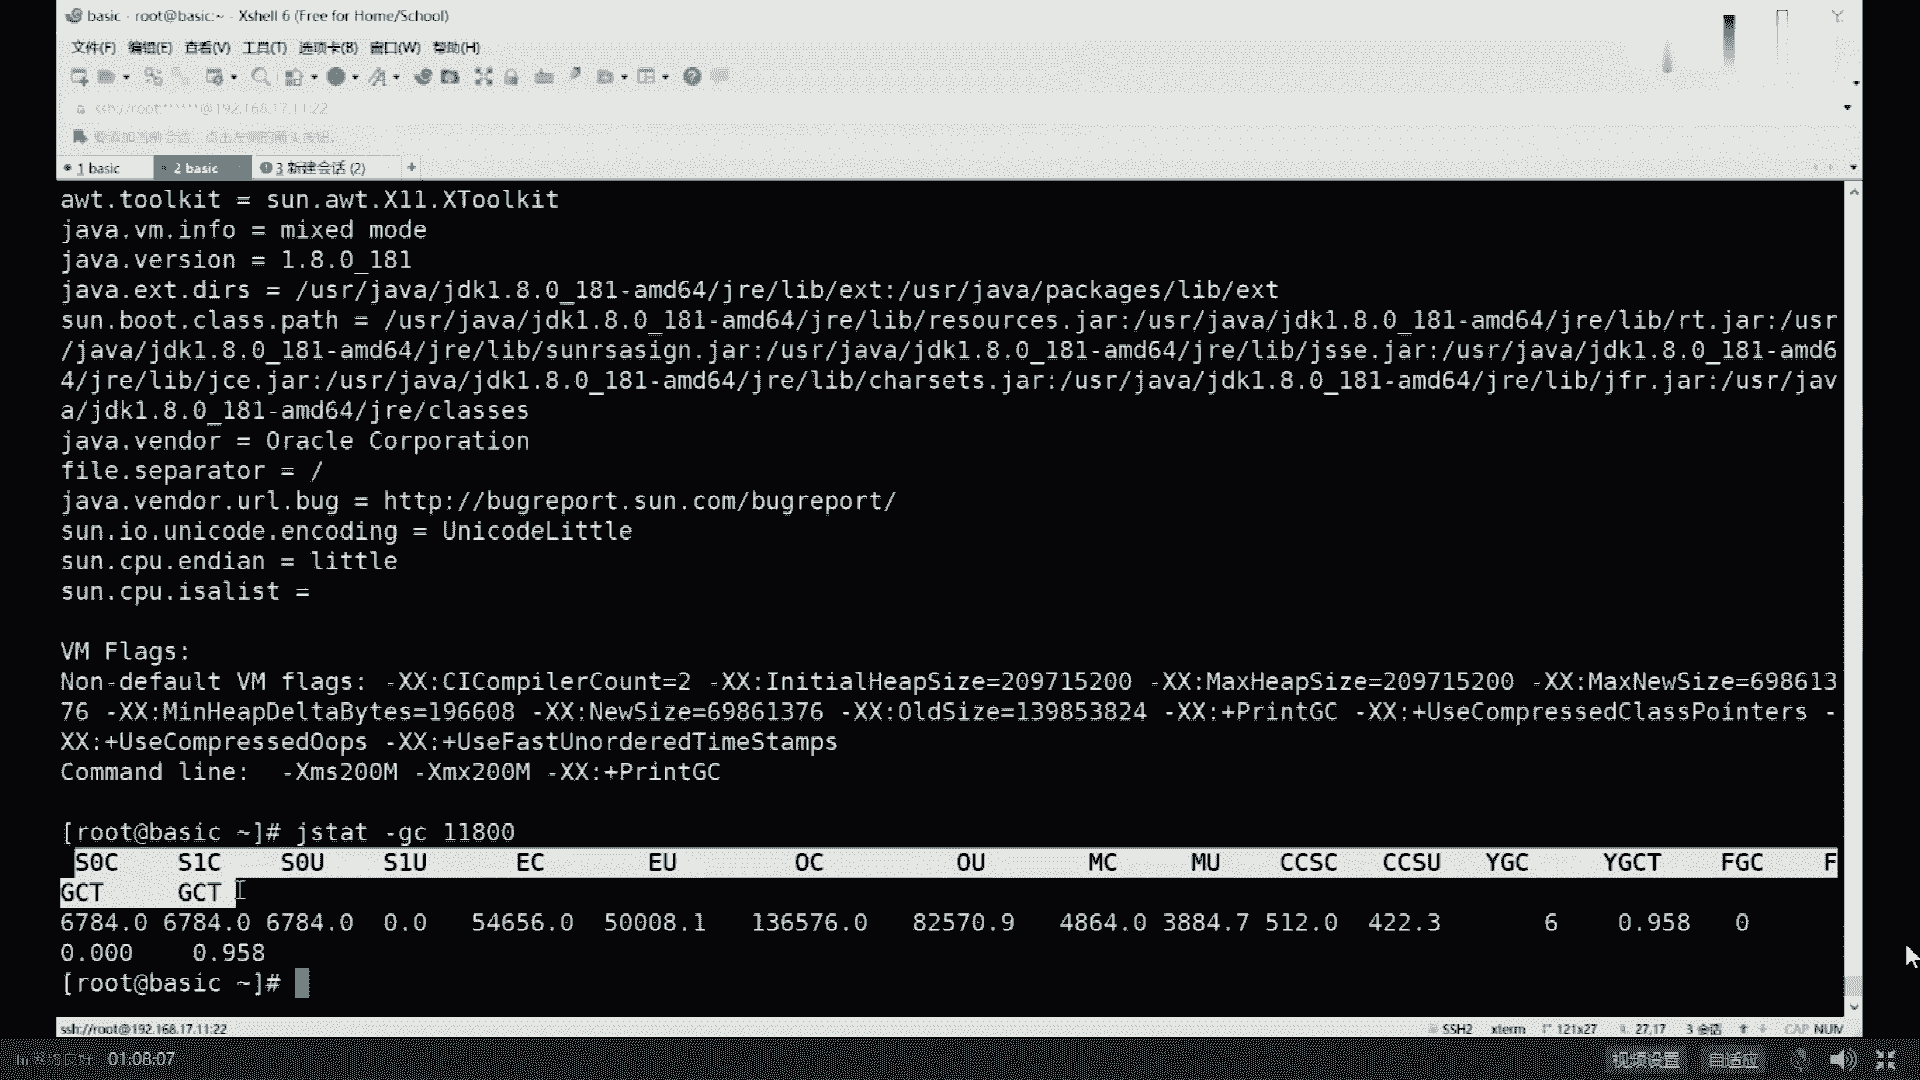 basic - root@basic:~ - Xshell 6 (Free for Home/School)
文件(F) 编辑(E) 查看(V) 工具(T) 选项卡(B) 窗口(W) 帮助(H)
ssh://root******@192.168.17.11:22
1 basic 2 basic 3 新建会话 (2) +
awt.toolkit = sun.awt.X11.XToolkit
java.vm.info = mixed mode
java.version = 1.8.0_181
java.ext.dirs = /usr/java/jdk1.8.0_181-amd64/jre/lib/ext:/usr/java/packages/lib/ext
sun.boot.class.path = /usr/java/jdk1.8.0_181-amd64/jre/lib/resources.jar:/usr/java/jdk1.8.0_181-amd64/jre/lib/rt.jar:/usr
/java/jdk1.8.0_181-amd64/jre/lib/sunrsasign.jar:/usr/java/jdk1.8.0_181-amd64/jre/lib/jsse.jar:/usr/java/jdk1.8.0_181-amd6
4/jre/lib/jce.jar:/usr/java/jdk1.8.0_181-amd64/jre/lib/charsets.jar:/usr/java/jdk1.8.0_181-amd64/jre/lib/jfr.jar:/usr/jav
a/jdk1.8.0_181-amd64/jre/classes
java.vendor = Oracle Corporation
file.separator = /
java.vendor.url.bug = http://bugreport.sun.com/bugreport/
sun.io.unicode.encoding = UnicodeLittle
sun.cpu.endian = little
sun.cpu.isalist =
VM Flags:
Non-default VM flags: -XX:CICompilerCount=2 -XX:InitialHeapSize=209715200 -XX:MaxHeapSize=209715200 -XX:MaxNewSize=698613
76 -XX:MinHeapDeltaBytes=196608 -XX:NewSize=69861376 -XX:OldSize=139853824 -XX:+PrintGC -XX:+UseCompressedClassPointers -
XX:+UseCompressedOops -XX:+UseFastUnorderedTimeStamps
Command line:  -Xms200M -Xmx200M -XX:+PrintGC
[root@basic ~]# jstat -gc 11800
S0C S1C S0U S1U EC EU OC OU MC MU CCSC CCSU YGC YGCT FGC F
GCT GCT
6784.0 6784.0 6784.0 0.0 54656.0 50008.1 136576.0 82570.9 4864.0 3884.7 512.0 422.3 6 0.958 0
0.000 0.958
[root@basic ~]#
ssh://root@192.168.17.11:22 SSH2 xterm 121x27 27,17 3 会话 CAP NUM
01:08:07 视频设置 自适应